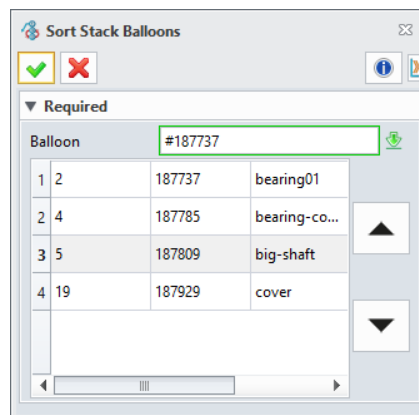 Sort Stack Balloons
Required
Balloon #187737
1 2 187737 bearing01
2 4 187785 bearing-co...
3 5 187809 big-shaft
4 19 187929 cover